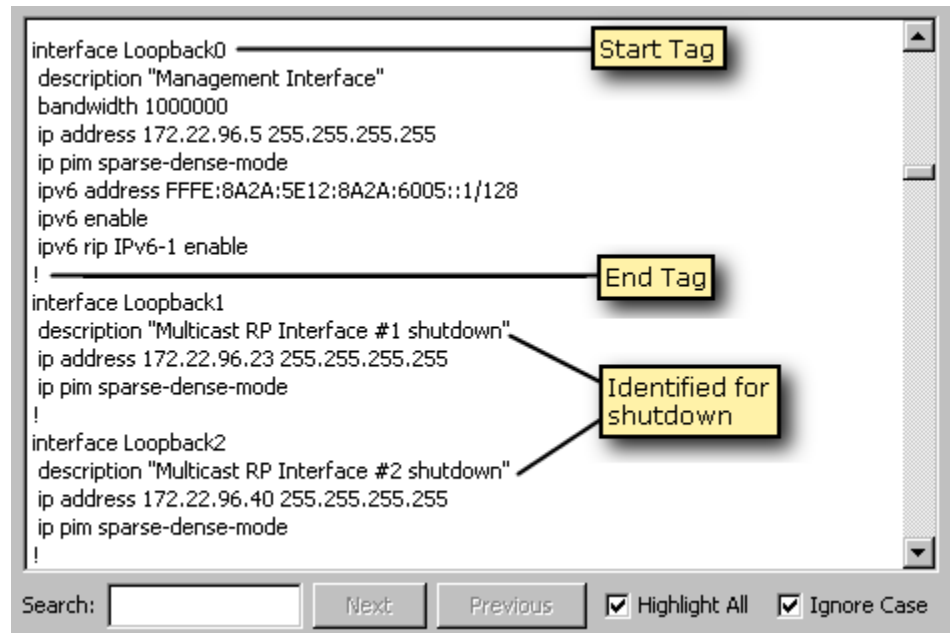 interface Loopback0
Start Tag
description "Management Interface"
bandwidth 1000000
ip address 172.22.96.5 255.255.255.255
ip pim sparse-dense-mode
ipv6 address FFFE:8A2A:5E12:8A2A:6005::1/128
ipv6 enable
ipv6 rip IPv6-1 enable
!
End Tag
interface Loopback1
description "Multicast RP Interface #1 shutdown"
ip address 172.22.96.23 255.255.255.255
ip pim sparse-dense-mode
Identified for
shutdown
!
interface Loopback2
description "Multicast RP Interface #2 shutdown"
ip address 172.22.96.40 255.255.255.255
ip pim sparse-dense-mode
!
Search: Next Previous Highlight All Ignore Case